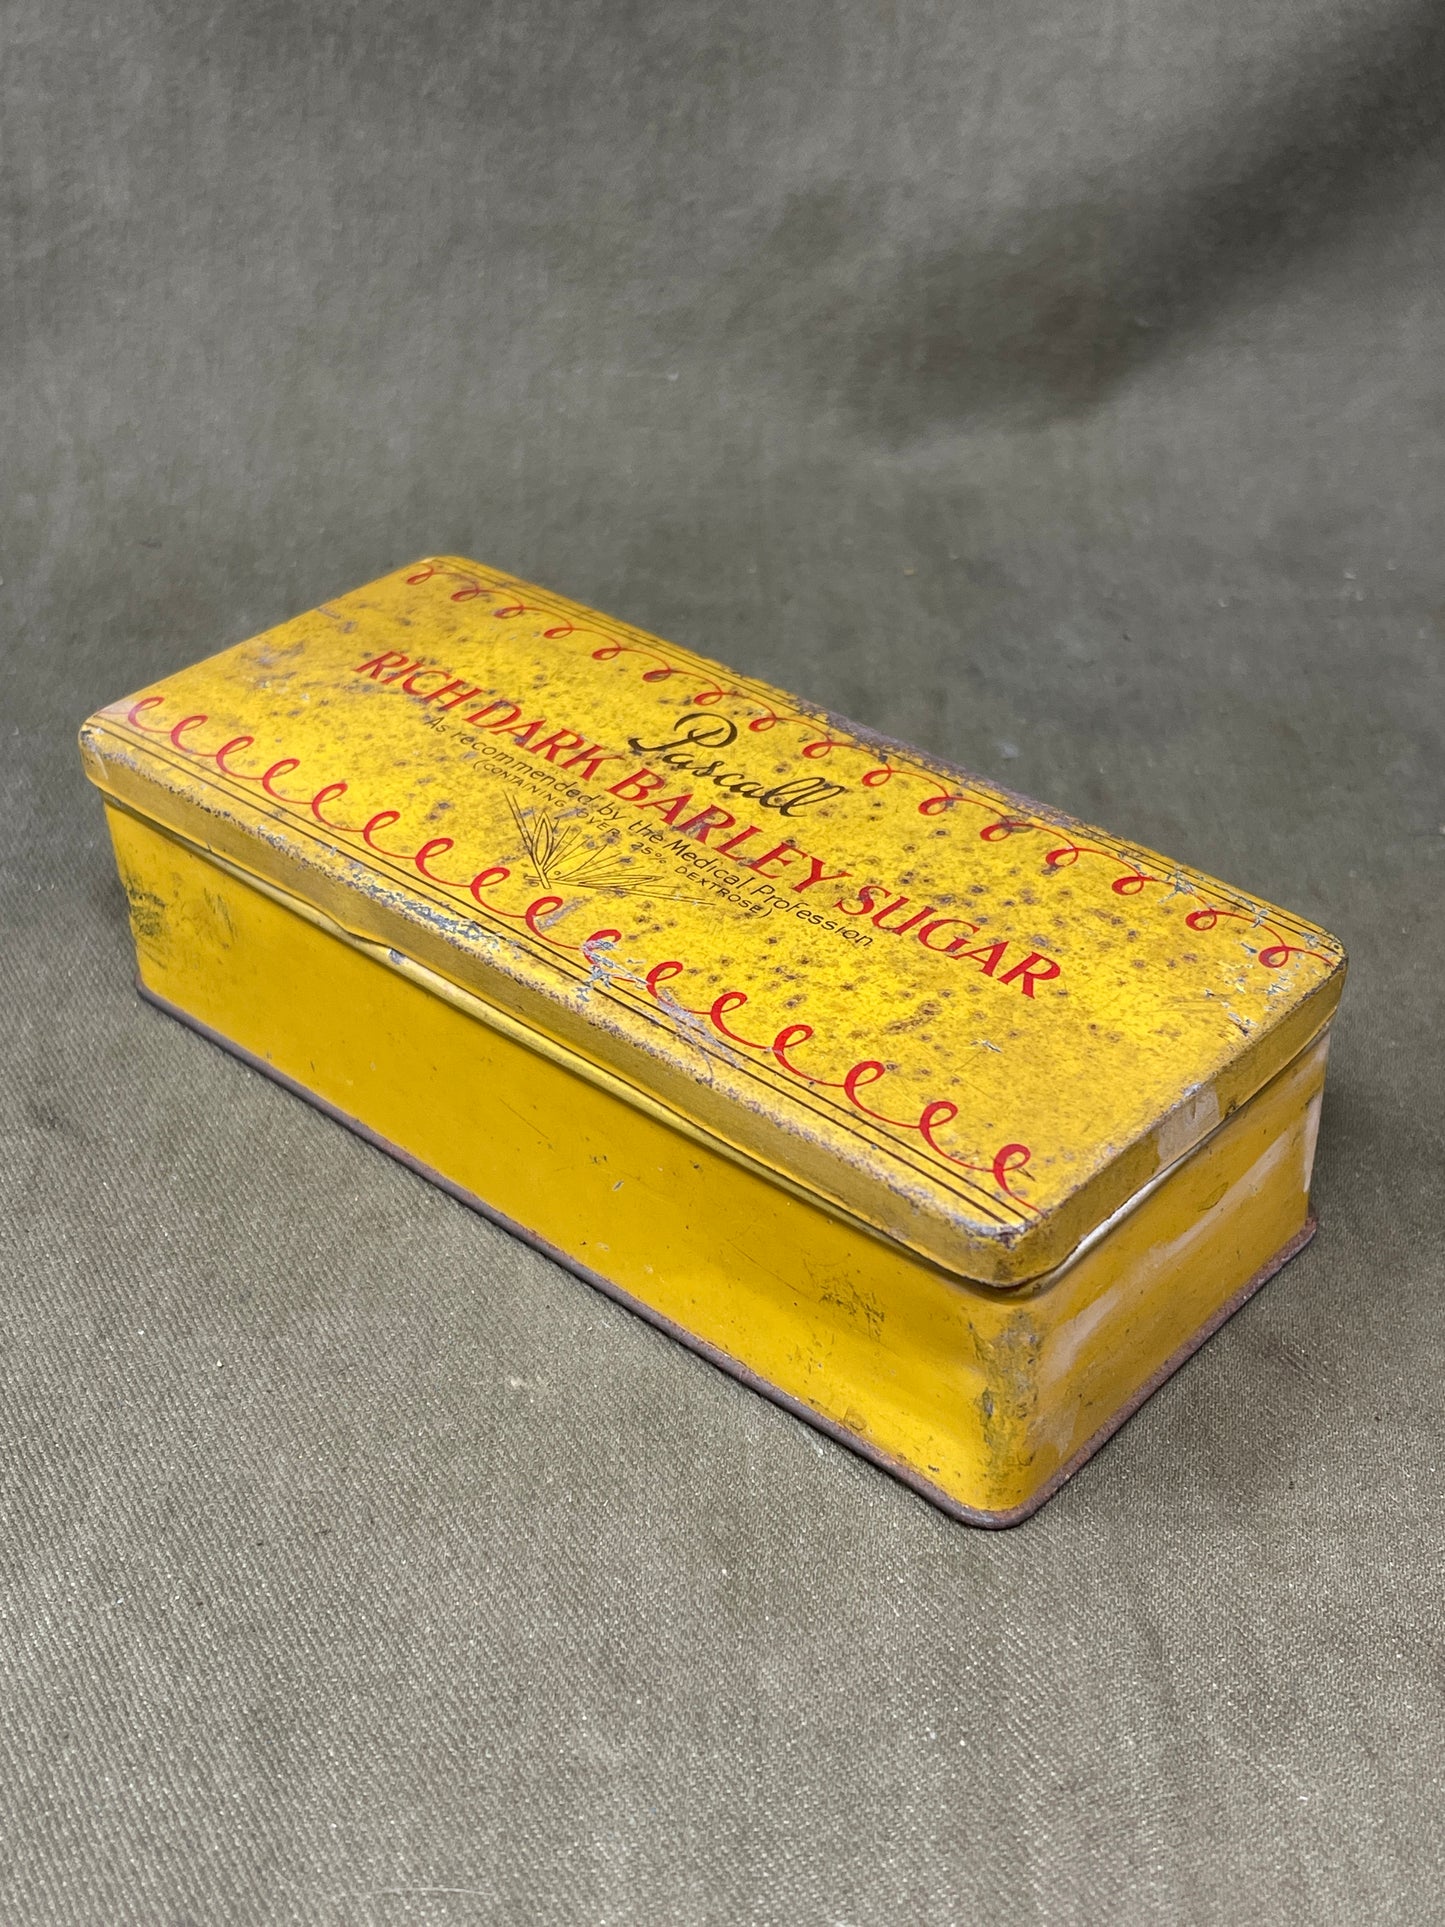 Pascall
RICH DARK BARLEY SUGAR
As recommended by the Medical Profession
(CONTAINING OVER 25% DEXTROSE)